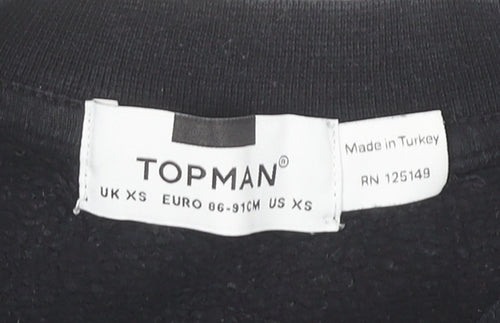 TOPMAN®
UK XS EURO 86-91CM US XS
Made in Turkey
RN 125149